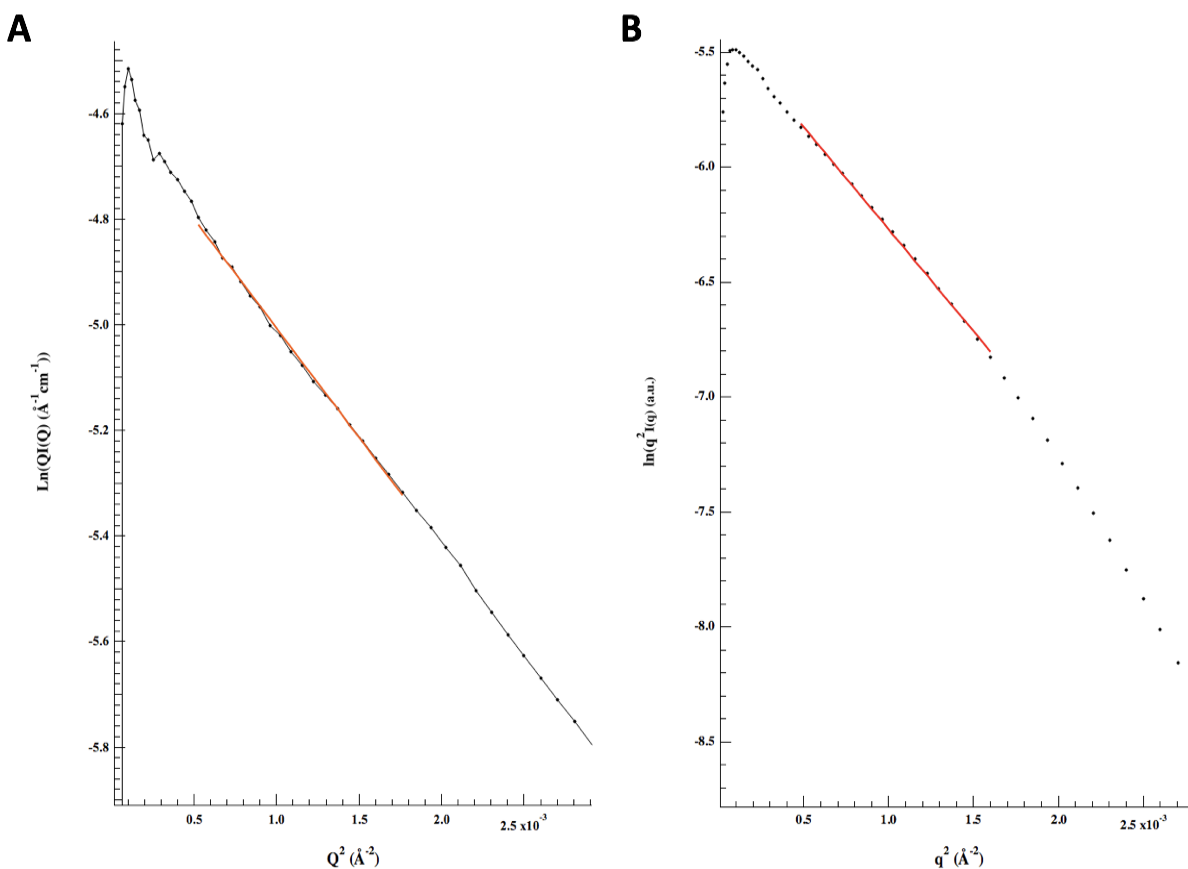 A
-4.6
-4.8
-5.0
-5.2
-5.4
-5.6
-5.8
Ln(QI(Q) (Å⁻¹cm⁻¹))
0.5 1.0 1.5 2.0 2.5 x10⁻³
Q² (Å⁻²)
B
-5.5
-6.0
-6.5
-7.0
-7.5
-8.0
-8.5
ln(q²I(q) (a.u.)
0.5 1.0 1.5 2.0 2.5 x10⁻³
q² (Å⁻²)